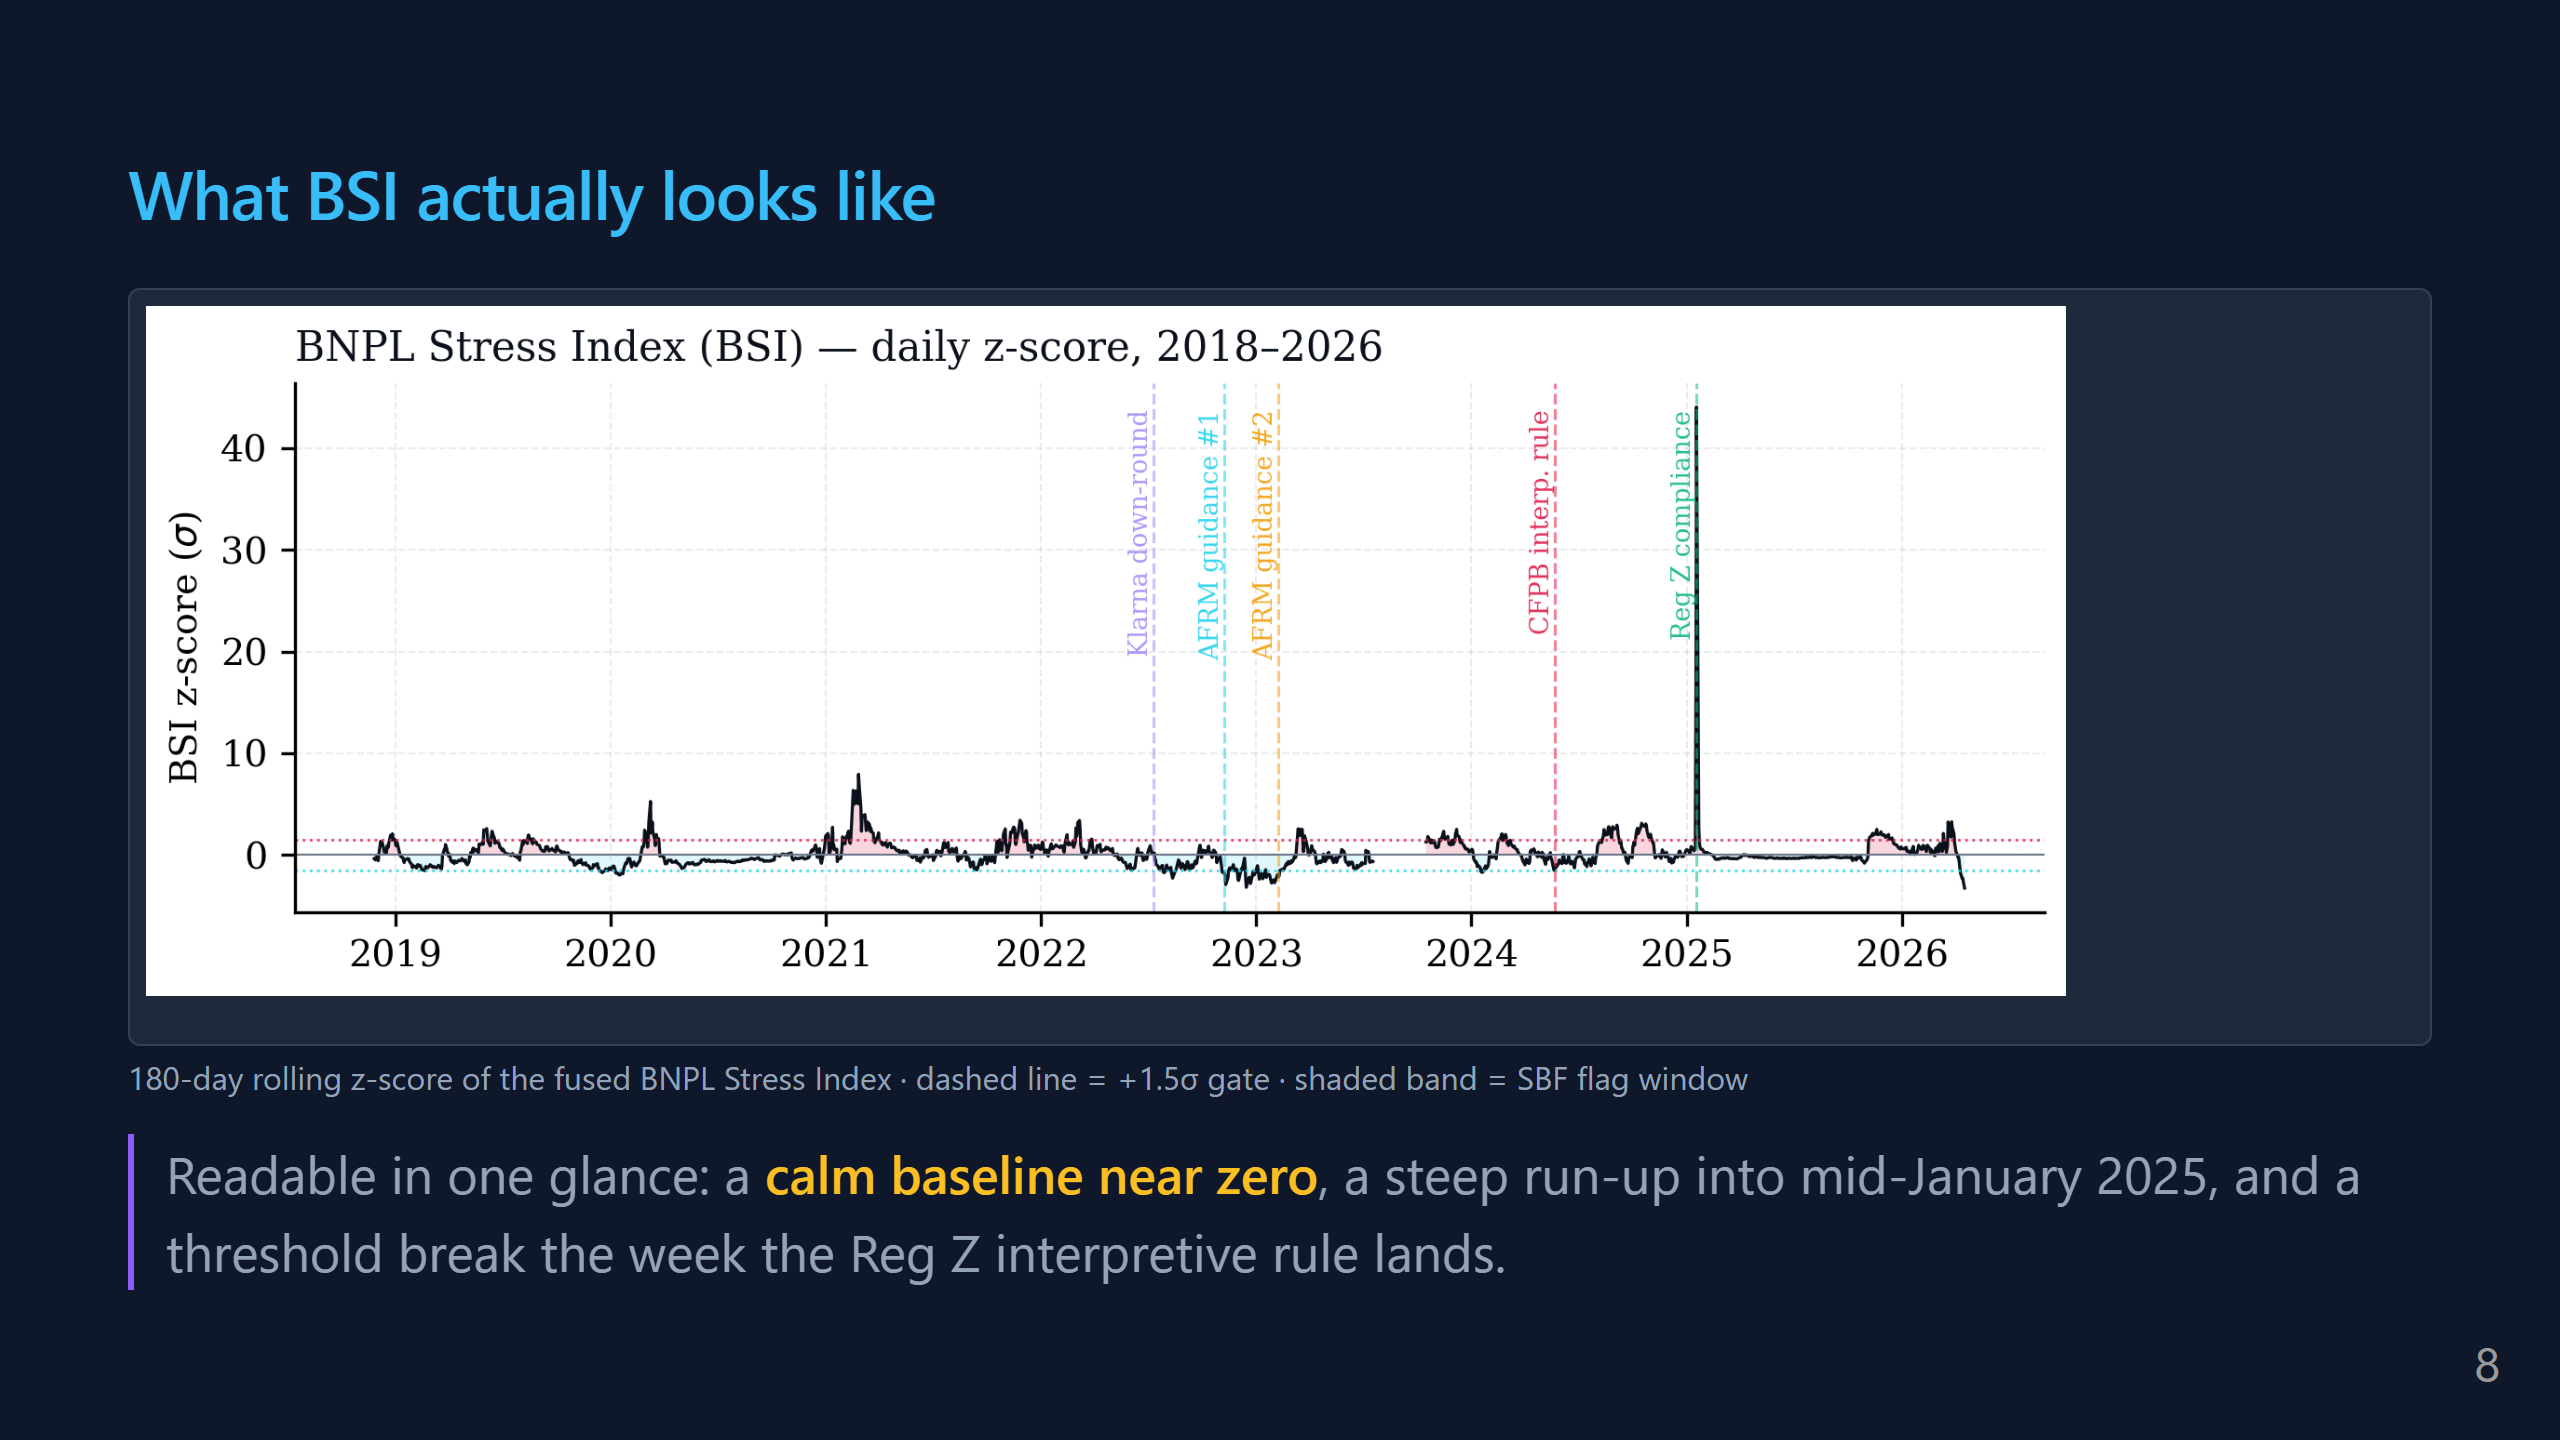 What BSI actually looks like
BNPL Stress Index (BSI) — daily z-score, 2018–2026
BSI z-score (σ)
40
30
20
10
0
Klarna down-round
AFRM guidance #1
AFRM guidance #2
CFPB interp. rule
Reg Z compliance
2019
2020
2021
2022
2023
2024
2025
2026
180-day rolling z-score of the fused BNPL Stress Index · dashed line = +1.5σ gate · shaded band = SBF flag window
Readable in one glance: a calm baseline near zero, a steep run-up into mid-January 2025, and a
threshold break the week the Reg Z interpretive rule lands.
8